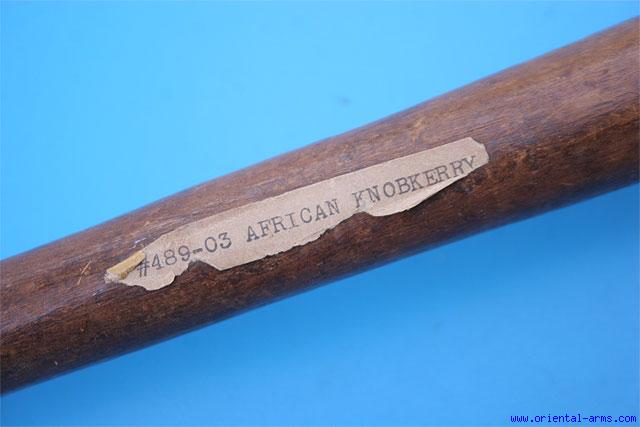 #489-03 AFRICAN KNOBKERRY
www.oriental-arms.com